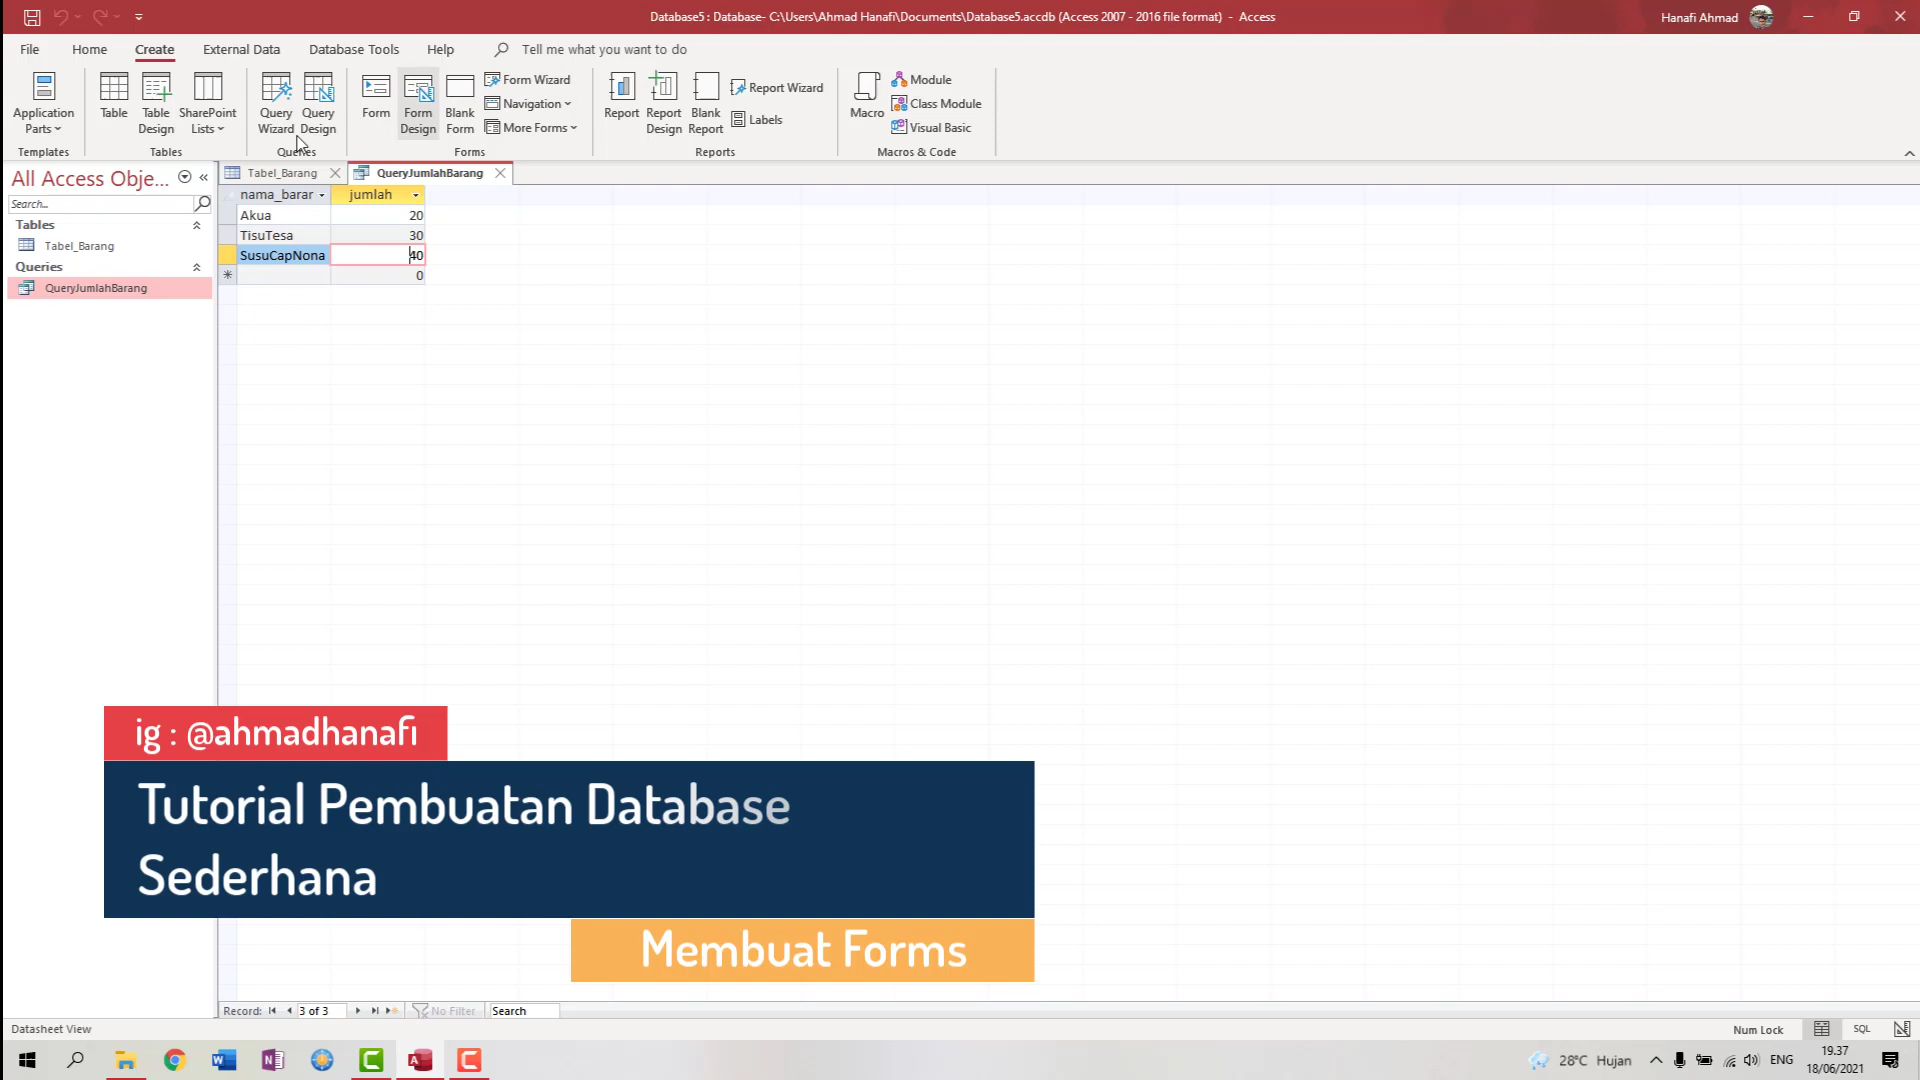 Database5 : Database- C:\Users\Ahmad Hanafi\Documents\Database5.accdb (Access 2007 - 2016 file format) - Access
Hanafi Ahmad
File
Home
Create
External Data
Database Tools
Help
Tell me what you want to do
Application
Parts
Table
Table
Design
SharePoint
Lists
Query
Wizard
Query
Design
Form
Form
Design
Blank
Form
Form Wizard
Navigation
More Forms
Report
Report
Design
Blank
Report
Report Wizard
Labels
Macro
Module
Class Module
Visual Basic
Templates
Tables
Queries
Forms
Reports
Macros & Code
All Access Obje...
Search...
Tables
Tabel_Barang
Queries
QueryJumlahBarang
Tabel_Barang
QueryJumlahBarang
nama_barar
jumlah
Akua 20
TisuTesa 30
SusuCapNona 40
* 0
ig : @ahmadhanafi
Tutorial Pembuatan Database
Sederhana
Membuat Forms
Record: 3 of 3 No Filter Search
Datasheet View
Num Lock
SQL
28°C Hujan
ENG
19.37
18/06/2021